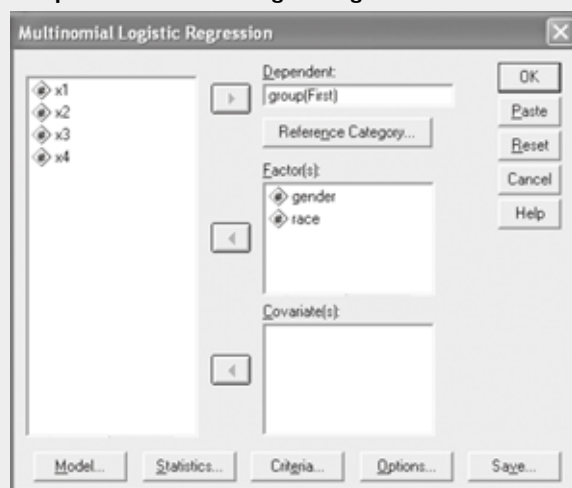 Multinomial Logistic Regression
x1
x2
x3
x4
Dependent:
group(First)
Reference Category...
Factor(s):
gender
race
Covariate(s):
OK
Paste
Reset
Cancel
Help
Model...
Statistics...
Criteria...
Options...
Save...